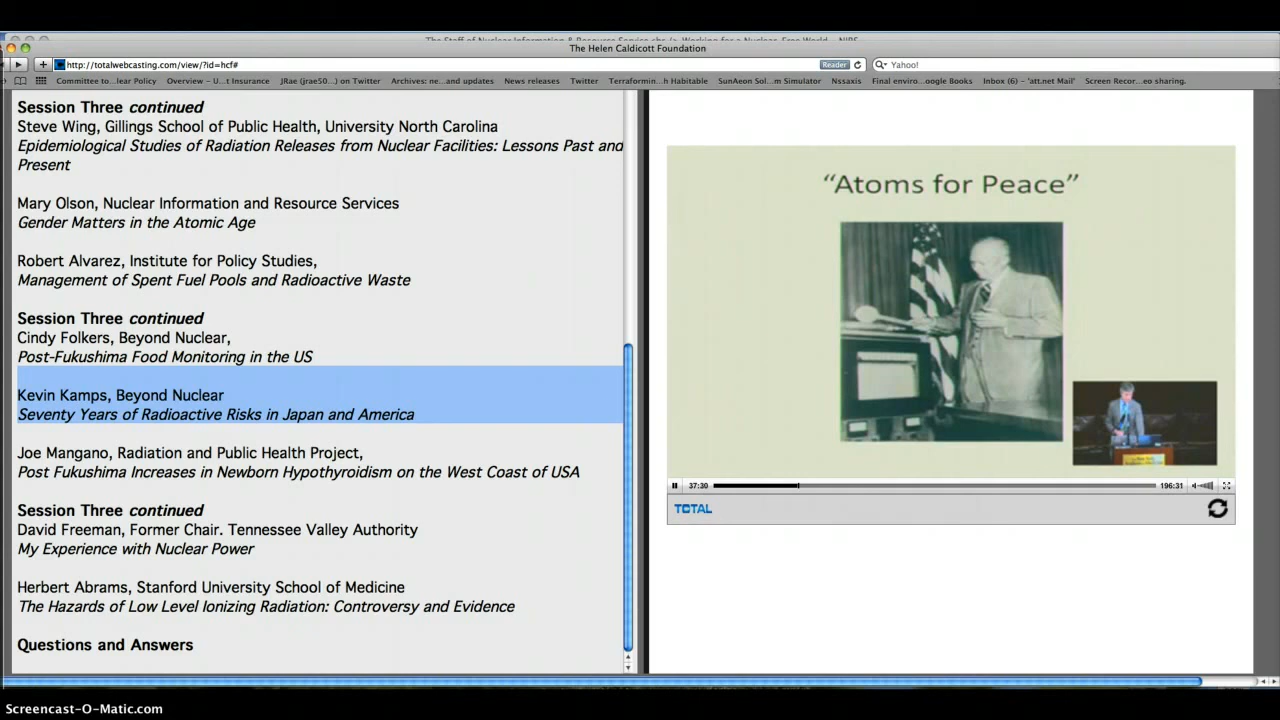 The Helen Caldicott Foundation
http://totalwebcasting.com/view/?id=hcf#
Reader
Yahoo!
Committee to...lear Policy
Overview – U...t Insurance
JRae (jrae50...) on Twitter
Archives: ne...and updates
News releases
Twitter
Terraformin...h Habitable
SunAeon Sol...m Simulator
Nssaxis
Final enviro...oogle Books
Inbox (6) – 'att.net Mail'
Screen Recor...eo sharing.
Session Three continued
Steve Wing, Gillings School of Public Health, University North Carolina
Epidemiological Studies of Radiation Releases from Nuclear Facilities: Lessons Past and
Present
Mary Olson, Nuclear Information and Resource Services
Gender Matters in the Atomic Age
Robert Alvarez, Institute for Policy Studies,
Management of Spent Fuel Pools and Radioactive Waste
Session Three continued
Cindy Folkers, Beyond Nuclear,
Post-Fukushima Food Monitoring in the US
Kevin Kamps, Beyond Nuclear
Seventy Years of Radioactive Risks in Japan and America
Joe Mangano, Radiation and Public Health Project,
Post Fukushima Increases in Newborn Hypothyroidism on the West Coast of USA
Session Three continued
David Freeman, Former Chair. Tennessee Valley Authority
My Experience with Nuclear Power
Herbert Abrams, Stanford University School of Medicine
The Hazards of Low Level Ionizing Radiation: Controversy and Evidence
Questions and Answers
“Atoms for Peace”
37:30
196:31
TOTAL
Screencast-O-Matic.com